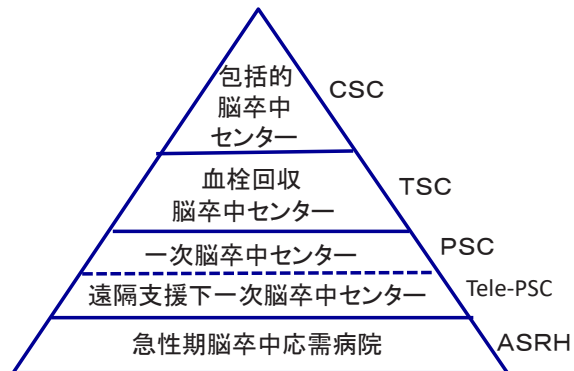 包括的
脳卒中
センター
CSC
血栓回収
脳卒中センター
TSC
一次脳卒中センター
PSC
遠隔支援下一次脳卒中センター
Tele-PSC
急性期脳卒中応需病院
ASRH